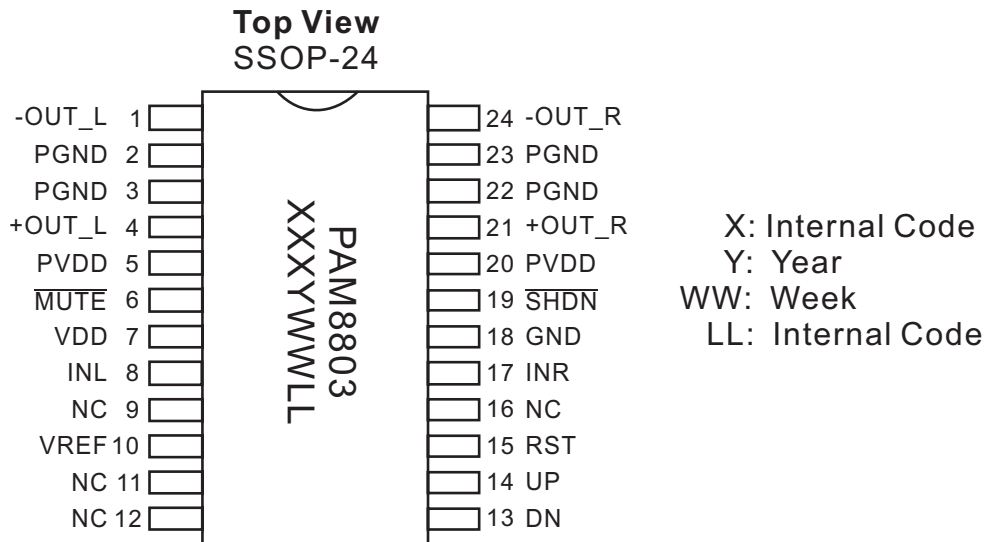 Top View
SSOP-24
-OUT_L 1
PGND 2
PGND 3
+OUT_L 4
PVDD 5
MUTE 6
VDD 7
INL 8
NC 9
VREF 10
NC 11
NC 12
PAM8803
XXXYWWLL
24 -OUT_R
23 PGND
22 PGND
21 +OUT_R
20 PVDD
19 SHDN
18 GND
17 INR
16 NC
15 RST
14 UP
13 DN
X: Internal Code
Y: Year
WW: Week
LL: Internal Code